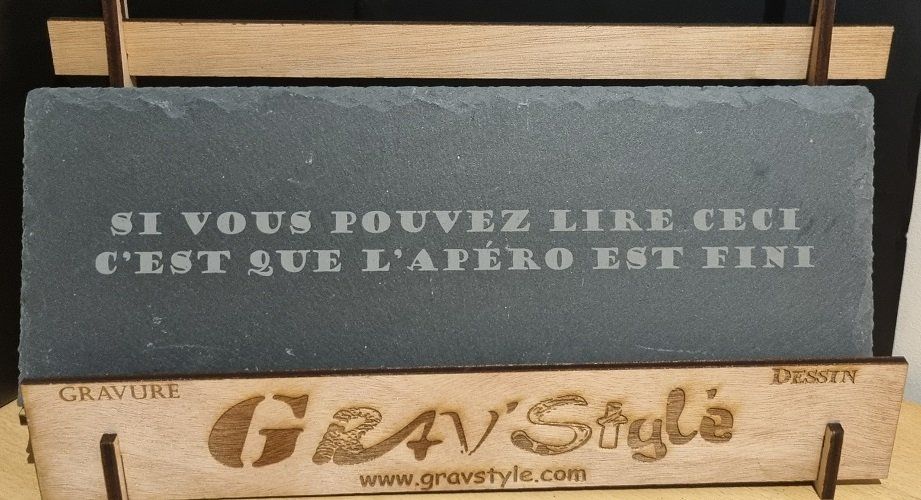 SI VOUS POUVEZ LIRE CECI
C'EST QUE L'APÉRO EST FINI
GRAVURE
DESSIN
GRAV'Stylé
www.gravstyle.com